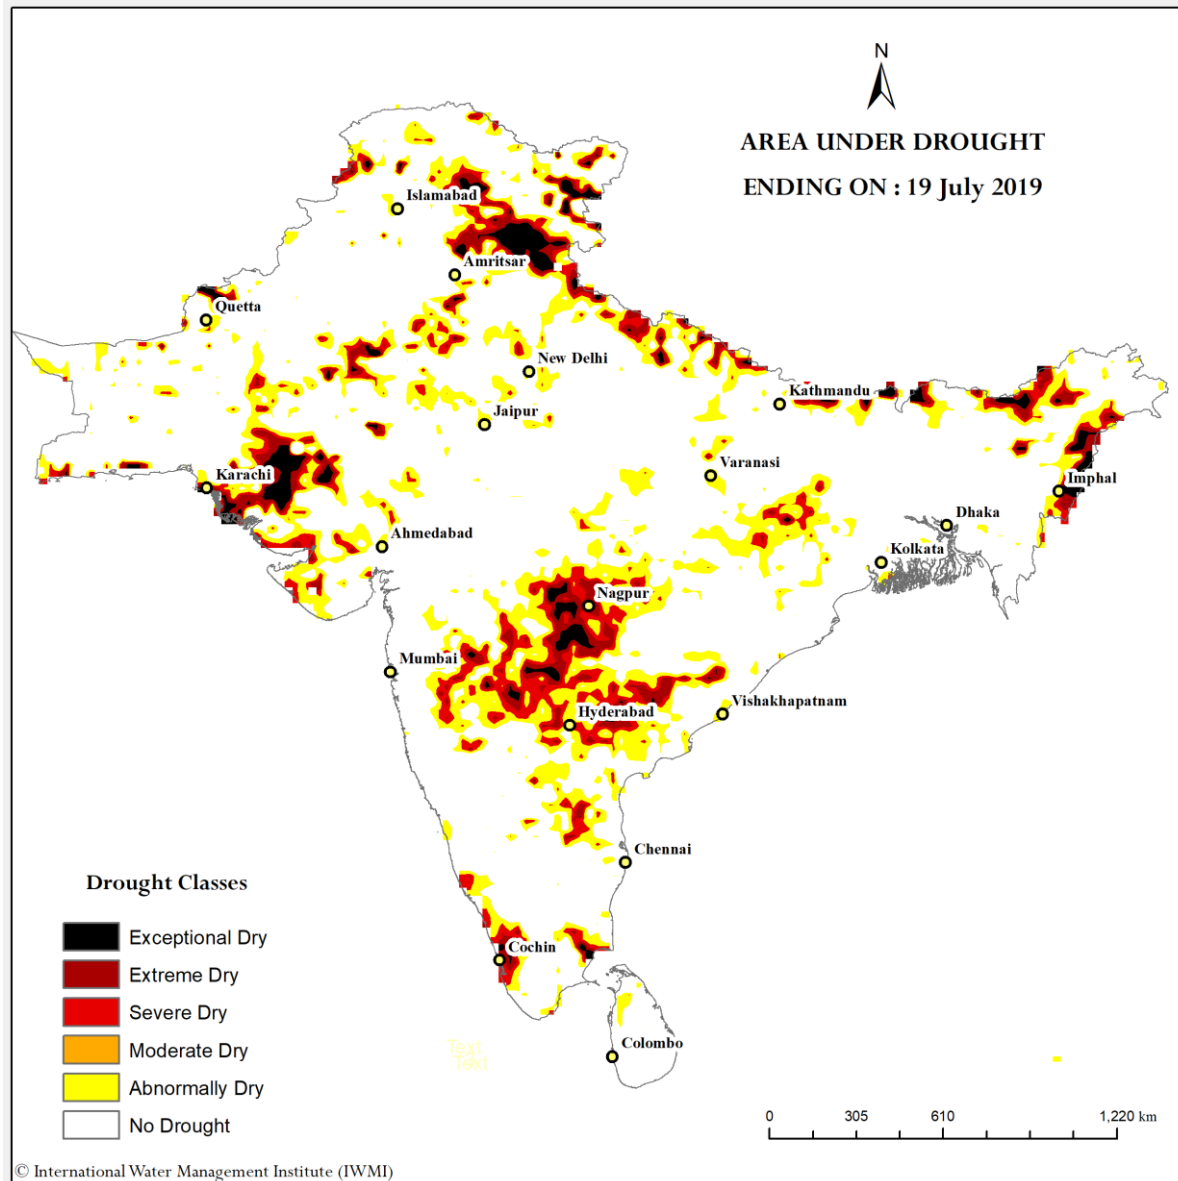 N
AREA UNDER DROUGHT
ENDING ON : 19 July 2019
Islamabad
Amritsar
Quetta
New Delhi
Kathmandu
Jaipur
Varanasi
Karachi
Imphal
Dhaka
Ahmedabad
Kolkata
Nagpur
Mumbai
Vishakhapatnam
Hyderabad
Chennai
Cochin
Colombo
Text
Text
Drought Classes
Exceptional Dry
Extreme Dry
Severe Dry
Moderate Dry
Abnormally Dry
No Drought
0 305 610 1,220 km
© International Water Management Institute (IWMI)